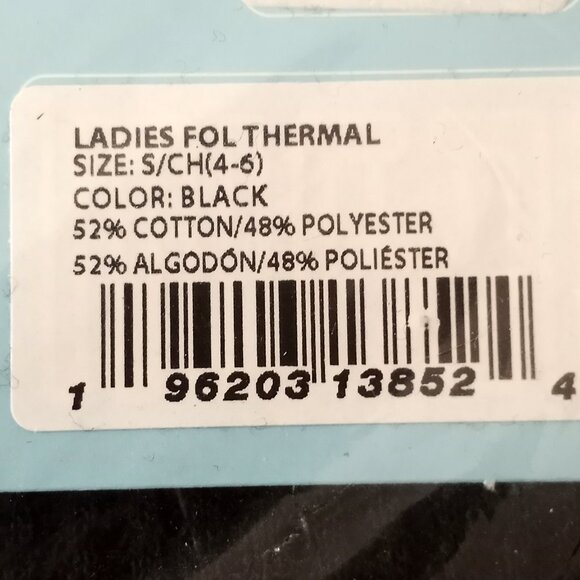 LADIES FOL THERMAL
SIZE: S/CH(4-6)
COLOR: BLACK
52% COTTON/48% POLYESTER
52% ALGODÓN/48% POLIÉSTER
1 96203 13852 4